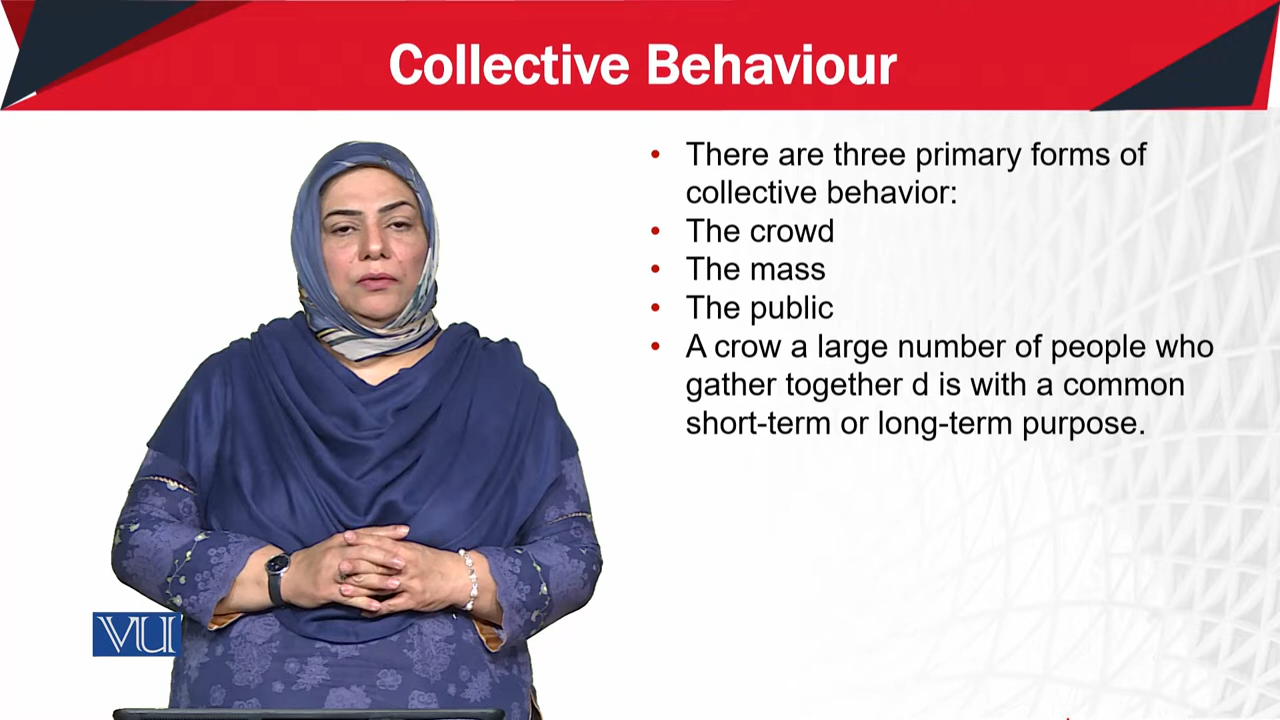 Collective Behaviour
• There are three primary forms of
collective behavior:
• The crowd
• The mass
• The public
• A crow a large number of people who
gather together d is with a common
short-term or long-term purpose.
VU